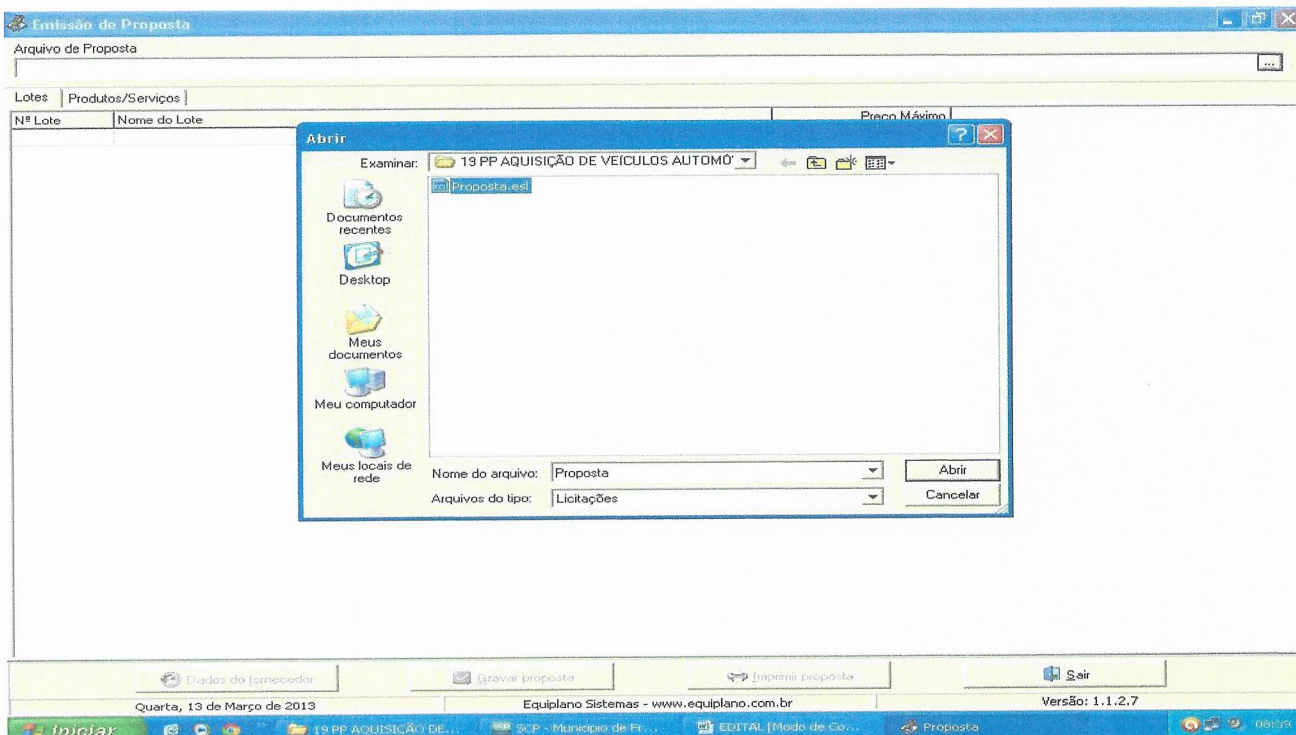 Emissão de Proposta
Arquivo de Proposta
...
Lotes Produtos/Serviços
Nº Lote Nome do Lote Preço Máximo
Abrir
Examinar: 19 PP AQUISIÇÃO DE VEÍCULOS AUTOMÓ
Proposta.esl
Documentos
recentes
Desktop
Meus
documentos
Meu computador
Meus locais de
rede
Nome do arquivo: Proposta Abrir
Arquivos do tipo: Licitações Cancelar
Dados do fornecedor Gravar proposta Imprimir proposta Sair
Quarta, 13 de Março de 2013 Equiplano Sistemas - www.equiplano.com.br Versão: 1.1.2.7
Iniciar 19 PP AQUISIÇÃO DE... SCP - Municipio de Fr... EDITAL [Modo de Co... Proposta 08:39